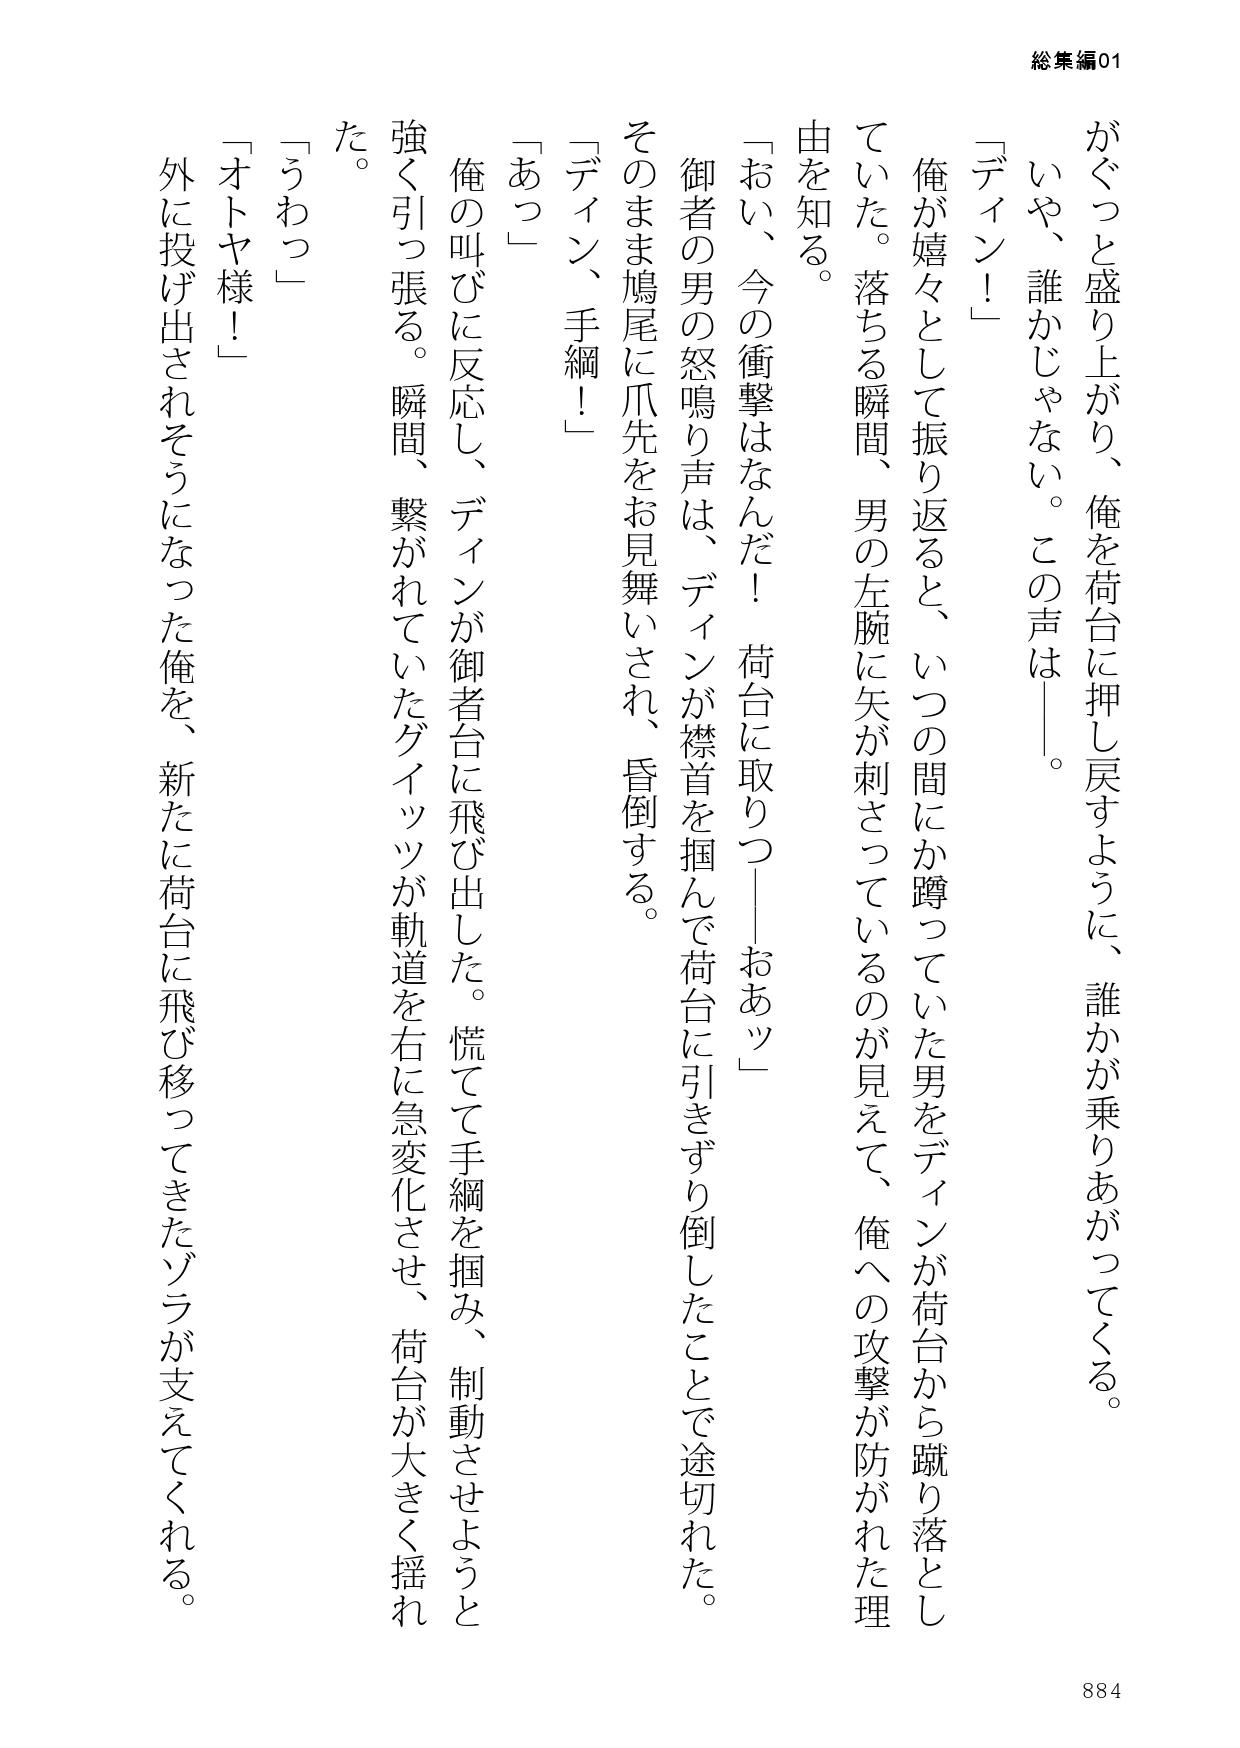 総集編01
がぐっと盛り上がり、俺を荷台に押し戻すように、誰かが乗りあがってくる。
いや、誰かじゃない。この声は――。
「ディン！」
俺が嬉々として振り返ると、いつの間にか蹲っていた男をディンが荷台から蹴り落とし
ていた。落ちる瞬間、男の左腕に矢が刺さっているのが見えて、俺への攻撃が防がれた理
由を知る。
「おい、今の衝撃はなんだ！　荷台に取りつ――おあッ」
御者の男の怒鳴り声は、ディンが襟首を掴んで荷台に引きずり倒したことで途切れた。
そのまま鳩尾に爪先をお見舞いされ、昏倒する。
「ディン、手綱！」
「あっ」
俺の叫びに反応し、ディンが御者台に飛び出した。慌てて手綱を掴み、制動させようと
強く引っ張る。瞬間、繋がれていたグイッツが軌道を右に急変化させ、荷台が大きく揺れ
た。
「うわっ」
「オトヤ様！」
外に投げ出されそうになった俺を、新たに荷台に飛び移ってきたゾラが支えてくれる。
884